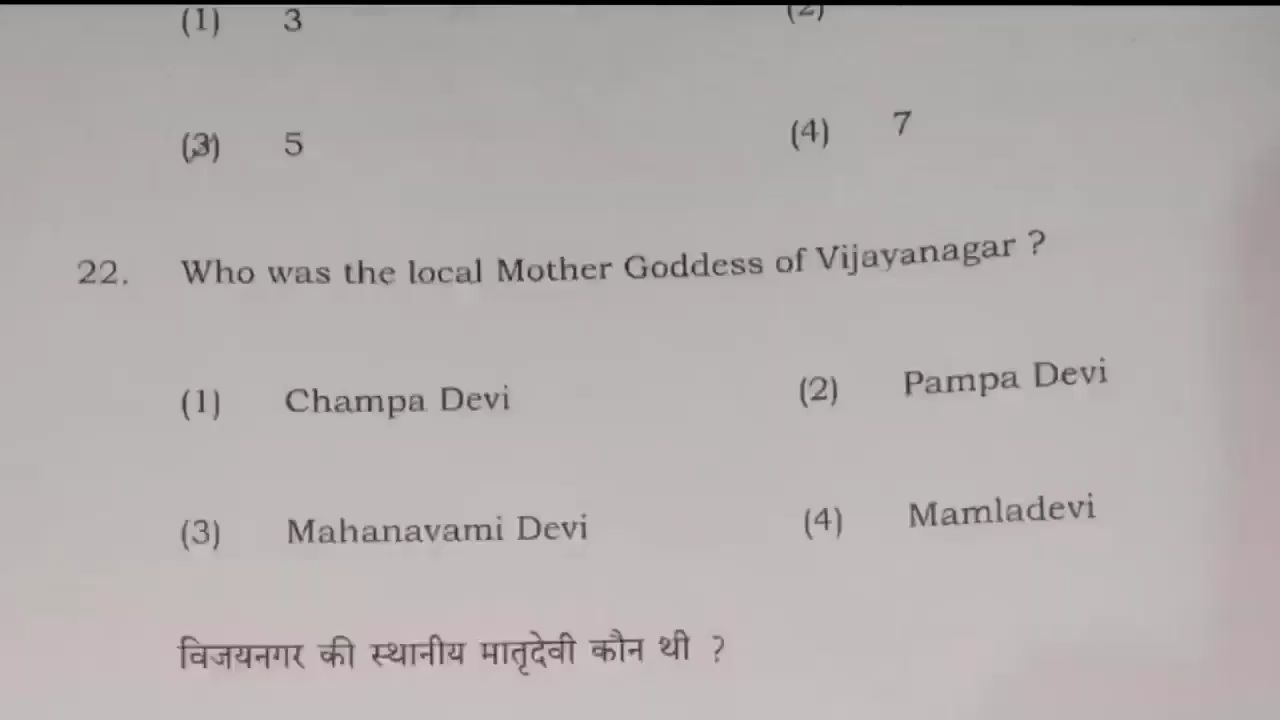 (1) 3 (2)
(3) 5 (4) 7
22. Who was the local Mother Goddess of Vijayanagar ?
(1) Champa Devi (2) Pampa Devi
(3) Mahanavami Devi (4) Mamladevi
विजयनगर की स्थानीय मातृदेवी कौन थी ?